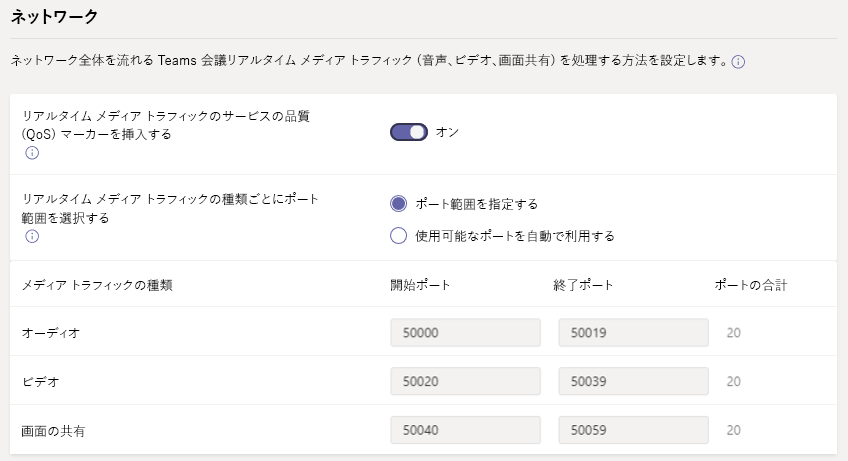 ネットワーク
ネットワーク全体を流れる Teams 会議リアルタイム メディア トラフィック (音声、ビデオ、画面共有) を処理する方法を設定します。
リアルタイム メディア トラフィックのサービスの品質
(QoS) マーカーを挿入する
オン
リアルタイム メディア トラフィックの種類ごとにポート
範囲を選択する
ポート範囲を指定する
使用可能なポートを自動で利用する
メディア トラフィックの種類 開始ポート 終了ポート ポートの合計
オーディオ 50000 50019 20
ビデオ 50020 50039 20
画面の共有 50040 50059 20